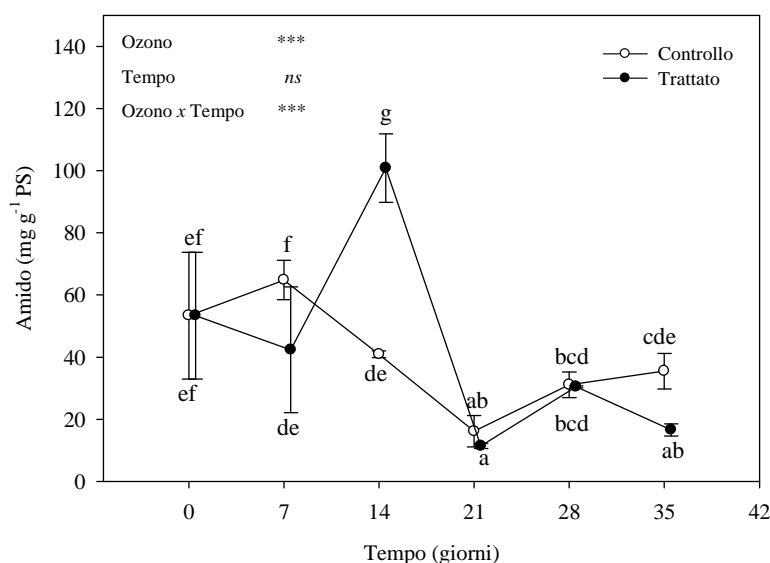 Ozono ***
Tempo ns
Ozono x Tempo ***
Controllo
Trattato
Amido (mg g-1 PS)
140
120
100
80
60
40
20
0
g
ef
f
ef
de
de
ab
a
bcd
bcd
cde
ab
0 7 14 21 28 35 42
Tempo (giorni)